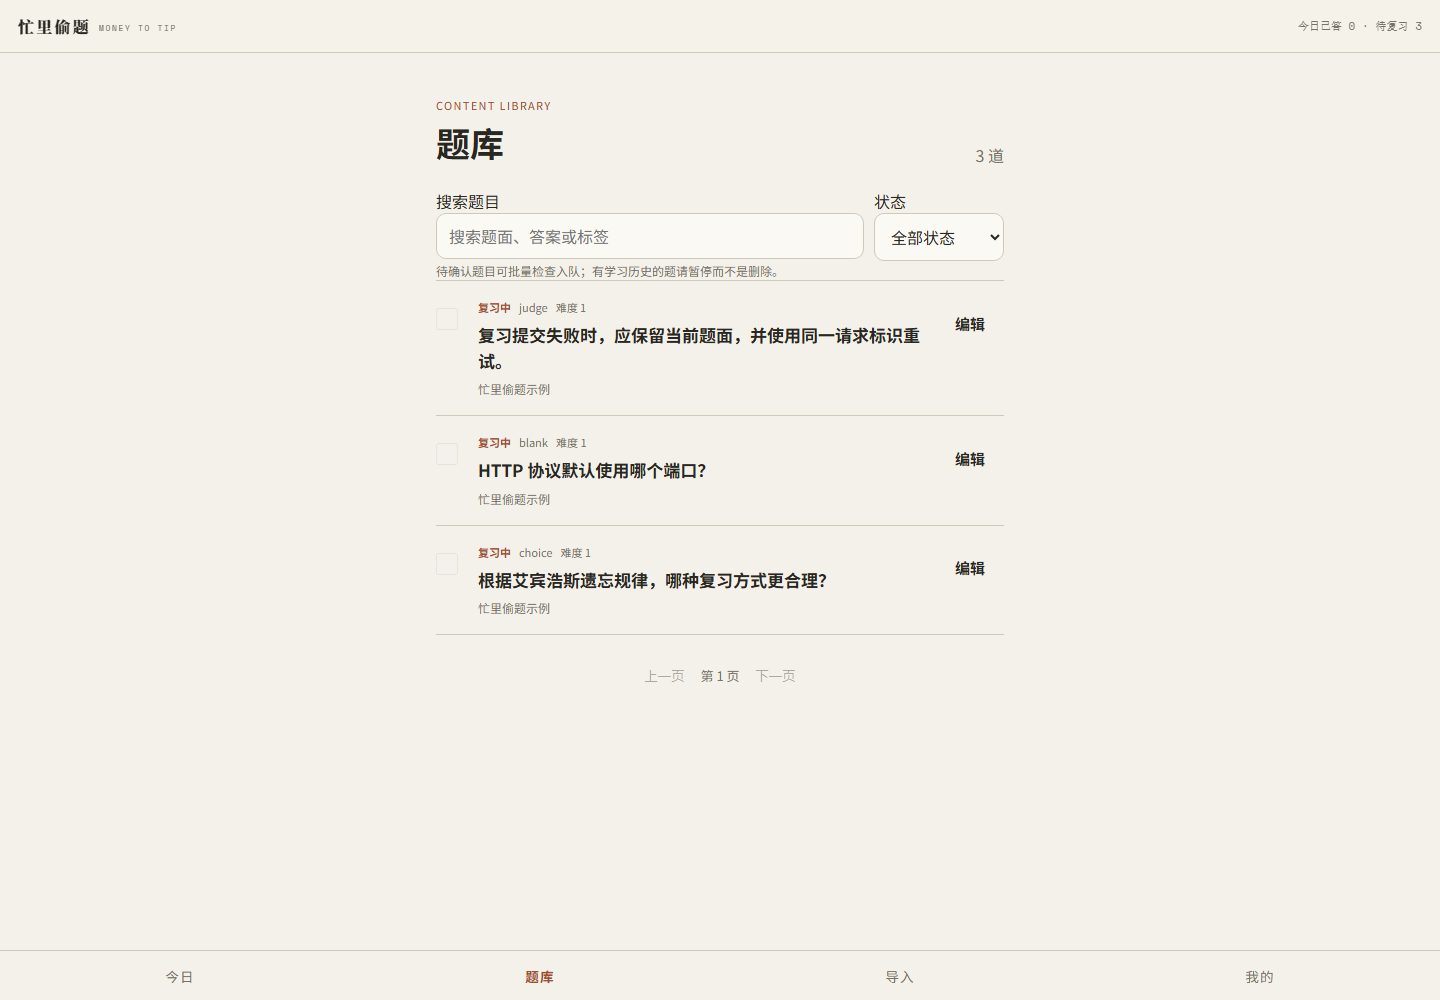 忙里偷题 MONEY TO TIP
今日已答 0 · 待复习 3
CONTENT LIBRARY
题库
3 道
搜索题目
状态
搜索题面、答案或标签
全部状态
待确认题目可批量检查入队；有学习历史的题请暂停而不是删除。
复习中 judge 难度 1
编辑
复习提交失败时，应保留当前题面，并使用同一请求标识重
试。
忙里偷题示例
复习中 blank 难度 1
编辑
HTTP 协议默认使用哪个端口？
忙里偷题示例
复习中 choice 难度 1
编辑
根据艾宾浩斯遗忘规律，哪种复习方式更合理？
忙里偷题示例
上一页 第 1 页 下一页
今日 题库 导入 我的